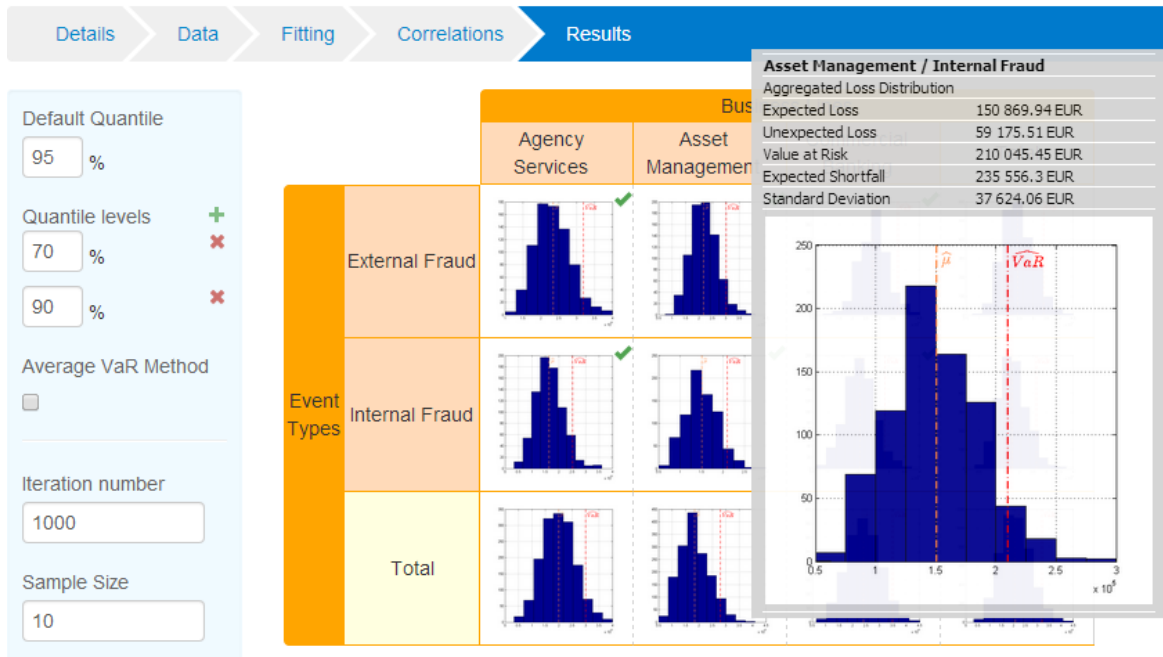 Details Data Fitting Correlations Results
Default Quantile
95 %
Quantile levels
70 %
90 %
Average VaR Method
Iteration number
1000
Sample Size
10
Bus
Agency
Services
Asset
Managemen
Event
Types
External Fraud
Internal Fraud
Total
Asset Management / Internal Fraud
Aggregated Loss Distribution
Expected Loss 150 869.94 EUR
Unexpected Loss 59 175.51 EUR
Value at Risk 210 045.45 EUR
Expected Shortfall 235 556.3 EUR
Standard Deviation 37 624.06 EUR
250
200
150
100
50
0
μ̂ VaR
0.5 1 1.5 2 2.5 3
x 10⁵